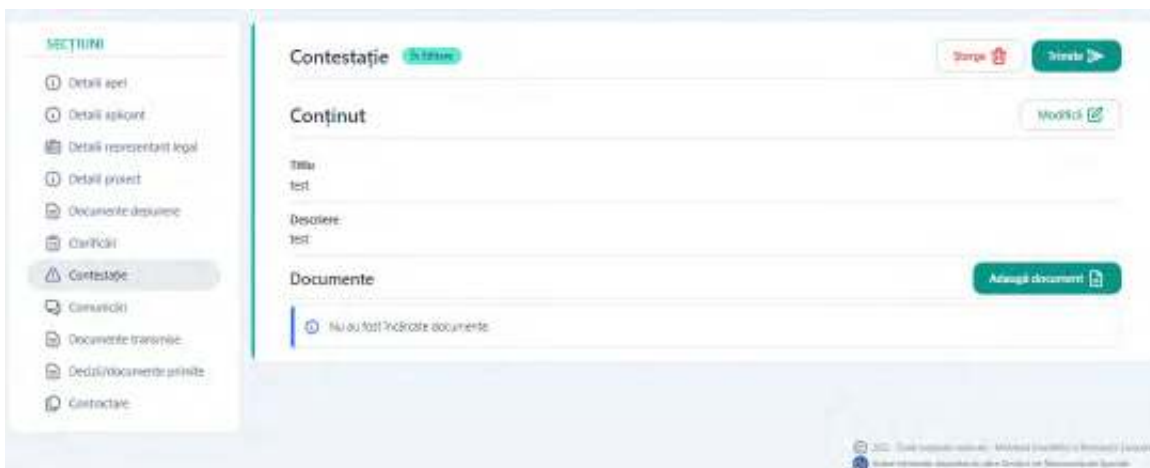 SECȚIUNI
Detalii apel
Detalii aplicant
Detalii reprezentant legal
Detalii proiect
Documente depunere
Clarificări
Contestație
Comunicări
Documente transmise
Decizii/documente primite
Contractare
Contestație În editare
Șterge
Trimite
Conținut
Modifică
Titlu
test
Descriere
test
Documente
Adaugă document
Nu au fost încărcate documente.